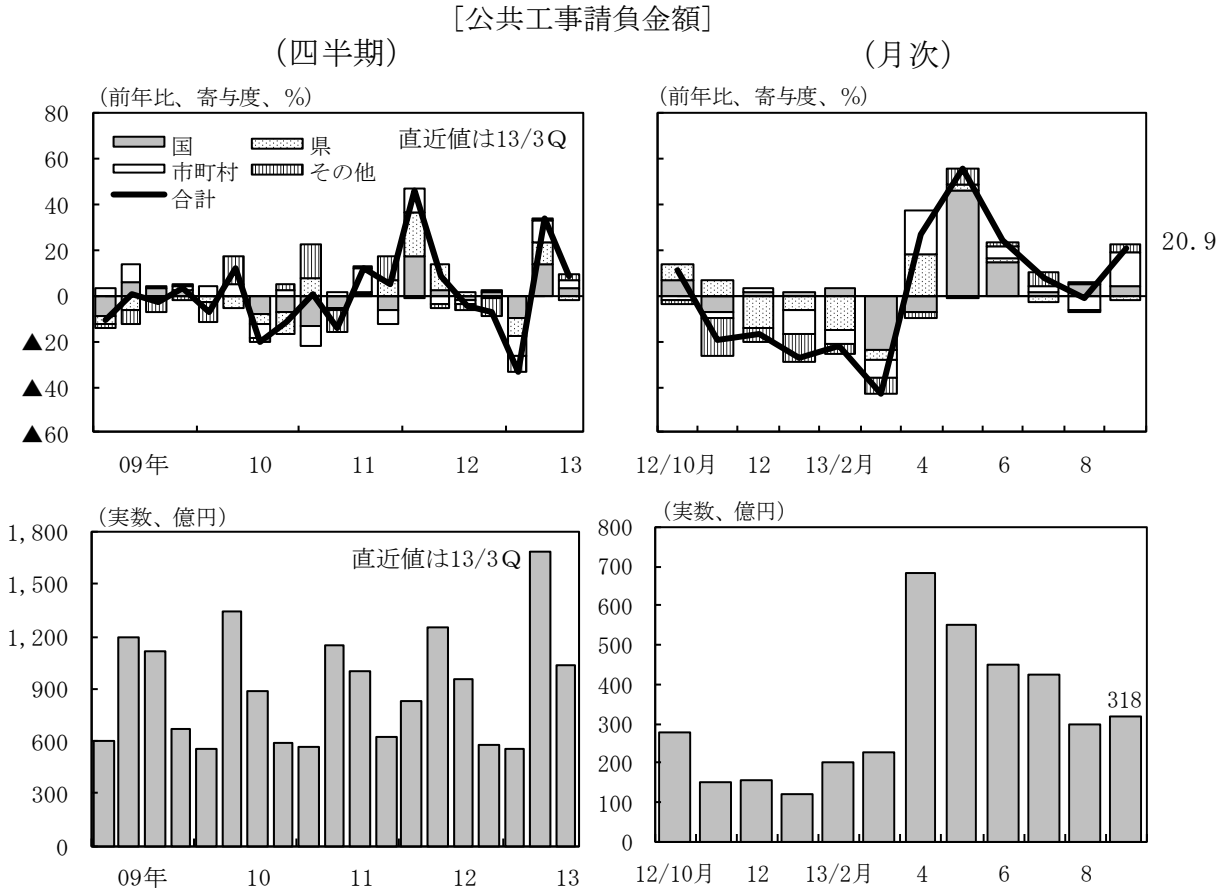 [公共工事請負金額]
(四半期)
(月次)
(前年比、寄与度、%)
80
60
40
20
0
▲20
▲40
▲60
国
県
市町村
その他
合計
直近値は13/3Q
09年 10 11 12 13
(前年比、寄与度、%)
80
60
40
20
0
20.9
12/10月 12 13/2月 4 6 8
(実数、億円)
1,800
1,500
1,200
900
600
300
0
直近値は13/3Q
09年 10 11 12 13
(実数、億円)
800
700
600
500
400
300
200
100
0
318
12/10月 12 13/2月 4 6 8